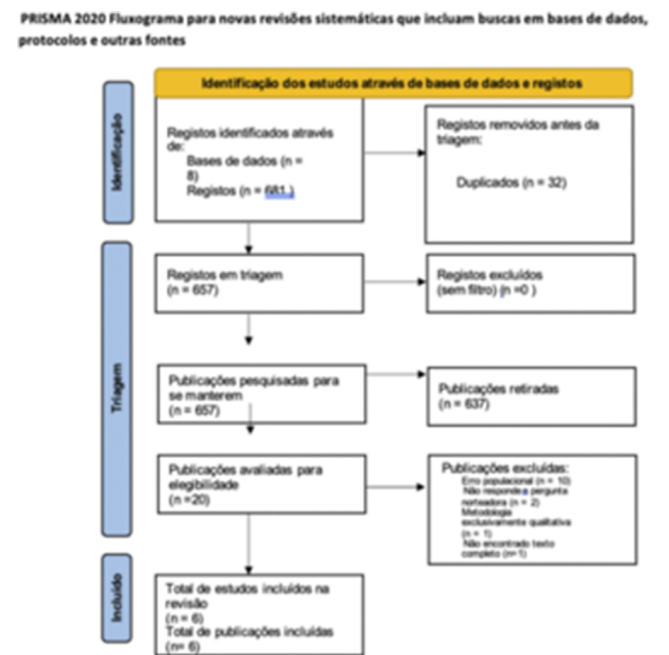 PRISMA 2020 Fluxograma para novas revisões sistemáticas que incluam buscas em bases de dados,
protocolos e outras fontes
Identificação dos estudos através de bases de dados e registos
Identificação
Registos identificados através
de:
Bases de dados (n =
8)
Registos (n = 681 )
Registos removidos antes da
triagem:
Duplicados (n = 32)
Triagem
Registos em triagem
(n = 657)
Registos excluídos
(sem filtro) (n =0 )
Publicações pesquisadas para
se manterem
(n = 657)
Publicações retiradas
(n = 637)
Publicações avaliadas para
elegibilidade
(n =20)
Publicações excluídas:
Erro populacional (n = 10)
Não responde a pergunta
norteadora (n = 2)
Metodologia
exclusivamente qualitativa
(n = 1)
Não encontrado texto
completo (n= 1)
Incluído
Total de estudos incluídos na
revisão
(n = 6)
Total de publicações incluídas
(n= 6)